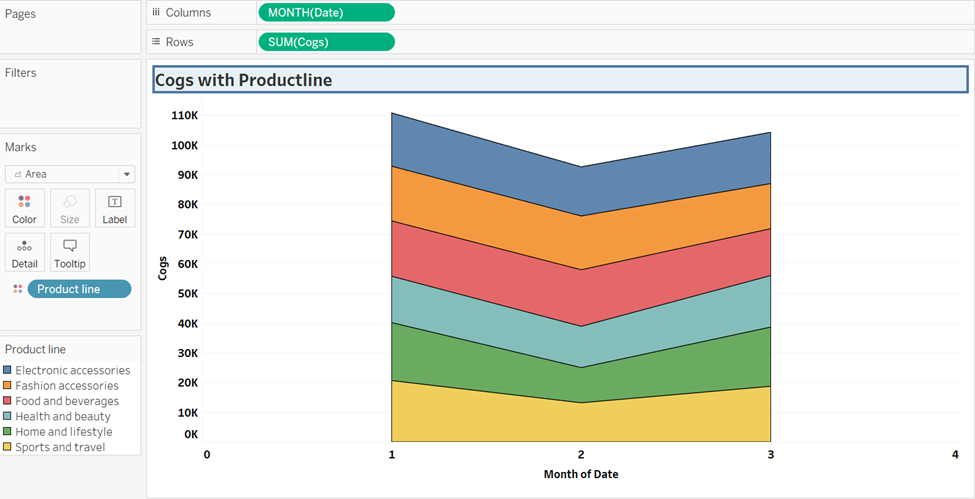 Pages
Columns
MONTH(Date)
Rows
SUM(Cogs)
Filters
Cogs with Productline
Marks
Area
Color
Size
Label
Detail
Tooltip
Product line
Product line
Electronic accessories
Fashion accessories
Food and beverages
Health and beauty
Home and lifestyle
Sports and travel
Cogs
110K
100K
90K
80K
70K
60K
50K
40K
30K
20K
10K
0K
0 1 2 3 4
Month of Date